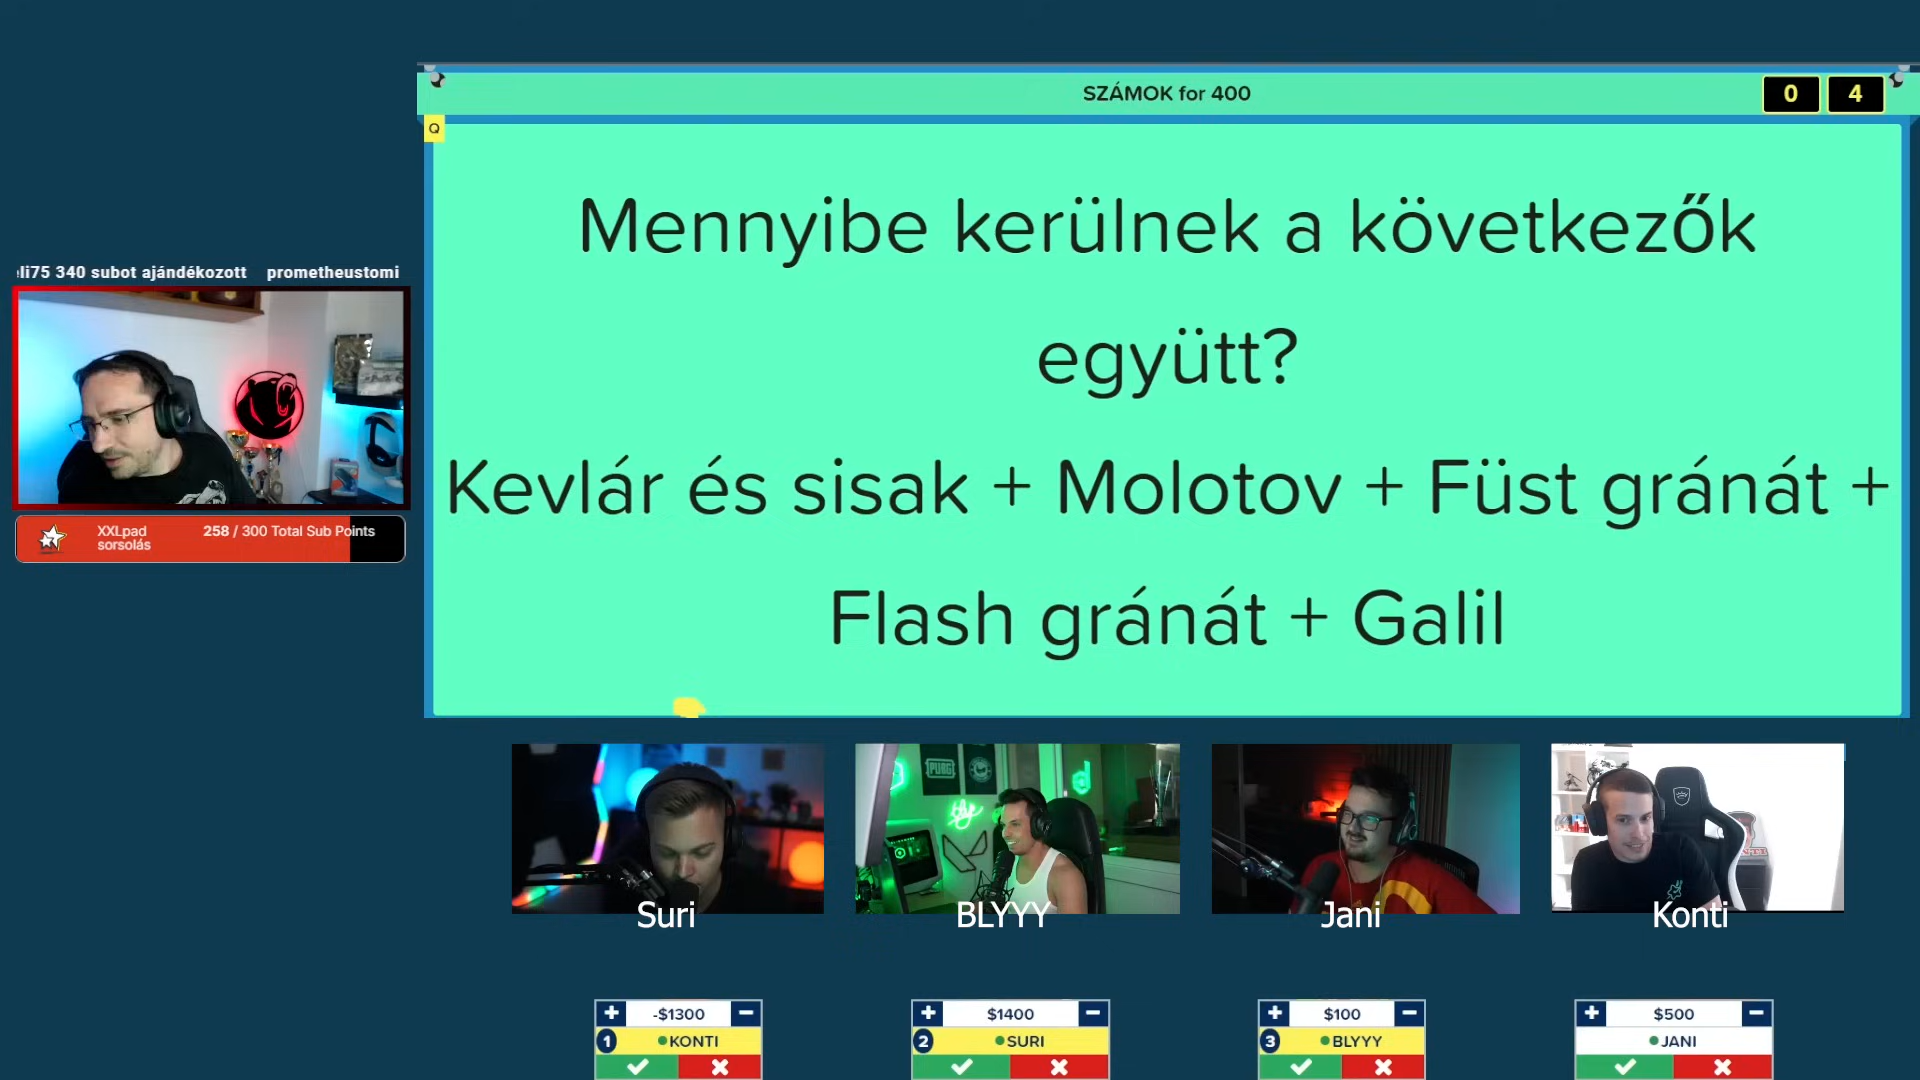 SZÁMOK for 400
0 4
Q
Mennyibe kerülnek a következők
együtt?
Kevlár és sisak + Molotov + Füst gránát +
Flash gránát + Galil
li75 340 subot ajándékozott prometheustomi
XXLpad
sorsolás
258 / 300 Total Sub Points
PUBG
Suri
BLYYY
Jani
Konti
+ -$1300 −
1 KONTI
+ $1400 −
2 SURI
+ $100 −
3 BLYYY
+ $500 −
JANI